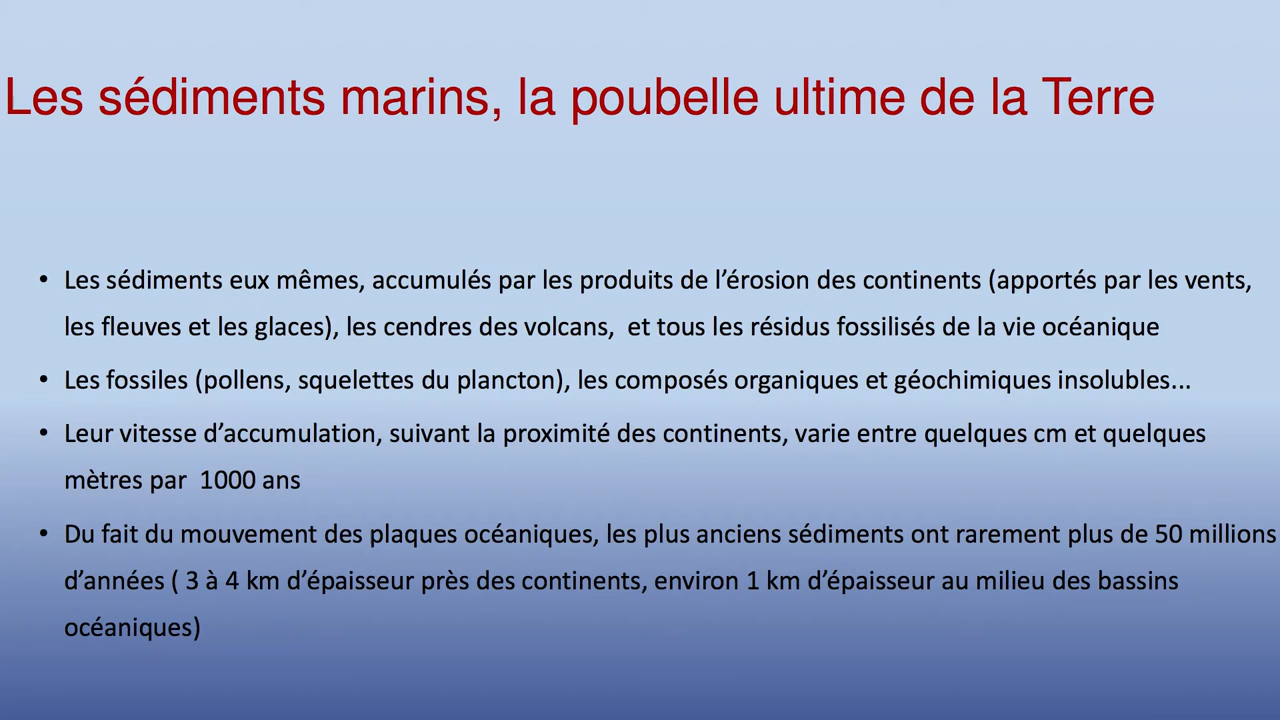 Les sédiments marins, la poubelle ultime de la Terre
• Les sédiments eux mêmes, accumulés par les produits de l’érosion des continents (apportés par les vents,
les fleuves et les glaces), les cendres des volcans,  et tous les résidus fossilisés de la vie océanique
• Les fossiles (pollens, squelettes du plancton), les composés organiques et géochimiques insolubles...
• Leur vitesse d’accumulation, suivant la proximité des continents, varie entre quelques cm et quelques
mètres par  1000 ans
• Du fait du mouvement des plaques océaniques, les plus anciens sédiments ont rarement plus de 50 millions
d’années ( 3 à 4 km d’épaisseur près des continents, environ 1 km d’épaisseur au milieu des bassins
océaniques)